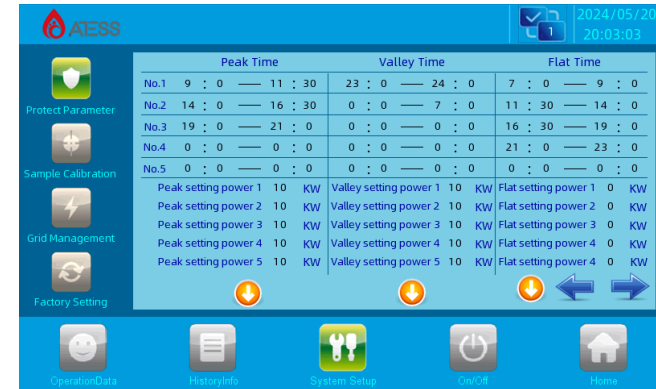 ATESS
1
2024/05/20
20:03:03
Protect Parameter
Sample Calibration
Grid Management
Factory Setting
Peak Time Valley Time Flat Time
No.1 9 : 0 — 11 : 30 23 : 0 — 24 : 0 7 : 0 — 9 : 0
No.2 14 : 0 — 16 : 30 0 : 0 — 7 : 0 11 : 30 — 14 : 0
No.3 19 : 0 — 21 : 0 0 : 0 — 0 : 0 16 : 30 — 19 : 0
No.4 0 : 0 — 0 : 0 0 : 0 — 0 : 0 21 : 0 — 23 : 0
No.5 0 : 0 — 0 : 0 0 : 0 — 0 : 0 0 : 0 — 0 : 0
Peak setting power 1 10 KW Valley setting power 1 10 KW Flat setting power 1 0 KW
Peak setting power 2 10 KW Valley setting power 2 10 KW Flat setting power 2 0 KW
Peak setting power 3 10 KW Valley setting power 3 10 KW Flat setting power 3 0 KW
Peak setting power 4 10 KW Valley setting power 4 10 KW Flat setting power 4 0 KW
Peak setting power 5 10 KW Valley setting power 5 10 KW Flat setting power 4 0 KW
OperationData
HistoryInfo
System Setup
On/Off
Home